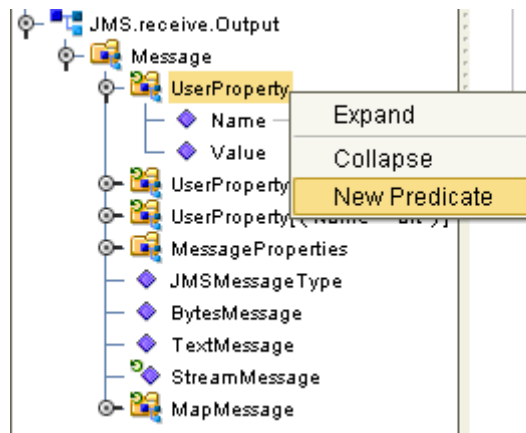 JMS.receive.Output
Message
UserProperty
Name
Value
UserProperty
UserProperty[(
MessageProperties
JMSMessageType
BytesMessage
TextMessage
StreamMessage
MapMessage
Expand
Collapse
New Predicate